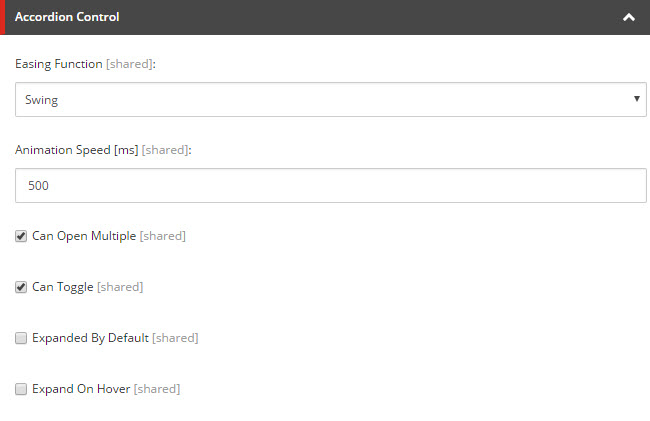 Accordion Control
Easing Function [shared]:
Swing
Animation Speed [ms] [shared]:
500
Can Open Multiple [shared]
Can Toggle [shared]
Expanded By Default [shared]
Expand On Hover [shared]